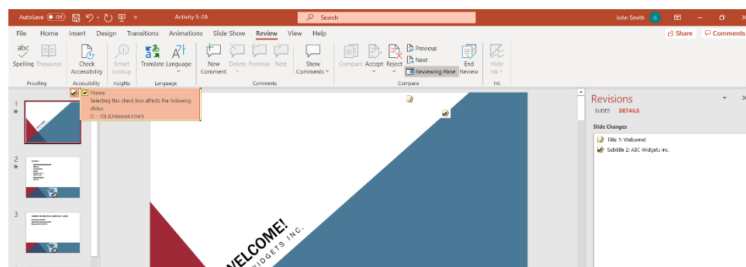 AutoSave Off
Activity 5-2A
Search
John Smith
File Home Insert Design Transitions Animations Slide Show Review View Help
Share Comments
Spelling Thesaurus
Check Accessibility
Smart Lookup
Translate Language
New Comment
Delete Previous Next
Show Comments
Compare Accept Reject
Previous
Next
Reviewing Pane
End Review
Hide Ink
Proofing Accessibility Insights Language Comments Compare Ink
Home
Selecting this check box affects the following slides:
Revisions
SLIDES DETAILS
Slide Changes
Title 1: Welcome!
Subtitle 2: ABC Widgets Inc.
1
2
3
WELCOME!
WIDGETS INC.